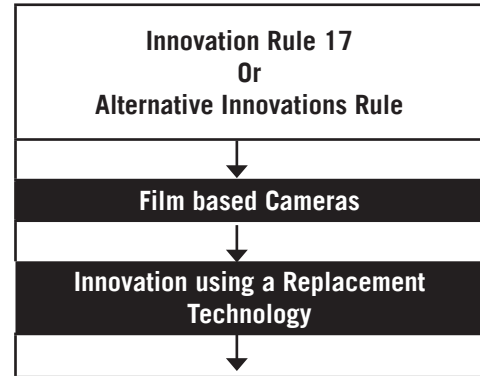 Innovation Rule 17
Or
Alternative Innovations Rule
Film based Cameras
Innovation using a Replacement
Technology